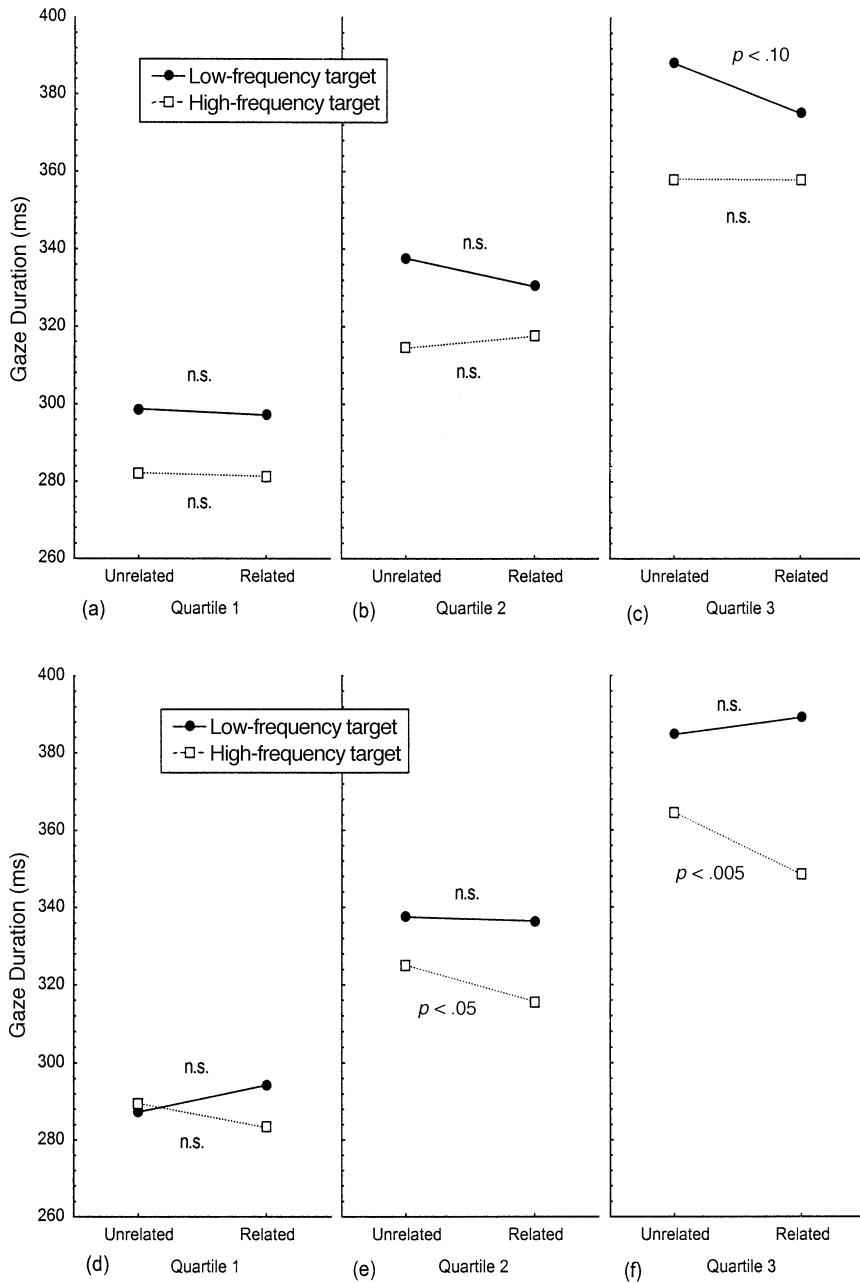 400
380
360
340
320
300
280
260
Gaze Duration (ms)
Low-frequency target
High-frequency target
n.s.
n.s.
n.s.
n.s.
p < .10
n.s.
Unrelated Related
Unrelated Related
Unrelated Related
(a) Quartile 1
(b) Quartile 2
(c) Quartile 3
400
380
360
340
320
300
280
260
Gaze Duration (ms)
Low-frequency target
High-frequency target
n.s.
n.s.
n.s.
p < .05
n.s.
p < .005
Unrelated Related
Unrelated Related
Unrelated Related
(d) Quartile 1
(e) Quartile 2
(f) Quartile 3